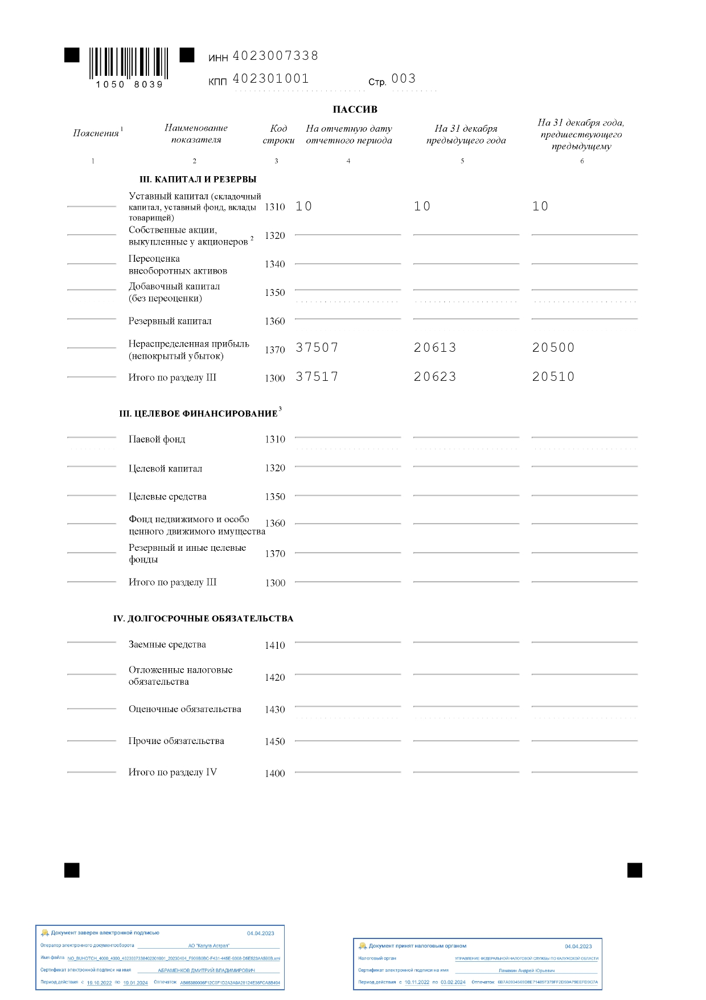 ИНН 4023007338
1050 8039
КПП 402301001 Стр. 003
ПАССИВ
Пояснения 1 Наименование показателя Код строки На отчетную дату отчетного периода На 31 декабря предыдущего года На 31 декабря года, предшествующего предыдущему
1 2 3 4 5 6
III. КАПИТАЛ И РЕЗЕРВЫ
Уставный капитал (складочный
капитал, уставный фонд, вклады 1310 10 10 10
товарищей)
Собственные акции,
выкупленные у акционеров 2 1320
Переоценка
внеоборотных активов 1340
Добавочный капитал
(без переоценки) 1350
Резервный капитал 1360
Нераспределенная прибыль
(непокрытый убыток) 1370 37507 20613 20500
Итого по разделу III 1300 37517 20623 20510
III. ЦЕЛЕВОЕ ФИНАНСИРОВАНИЕ 3
Паевой фонд 1310
Целевой капитал 1320
Целевые средства 1350
Фонд недвижимого и особо
ценного движимого имущества 1360
Резервный и иные целевые
фонды 1370
Итого по разделу III 1300
IV. ДОЛГОСРОЧНЫЕ ОБЯЗАТЕЛЬСТВА
Заемные средства 1410
Отложенные налоговые
обязательства 1420
Оценочные обязательства 1430
Прочие обязательства 1450
Итого по разделу IV 1400
Документ заверен электронной подписью 04.04.2023
Оператор электронного документооборота АО "Калуга Астрал"
Имя файла NO_BUHOTCH_4000_4000_4023007338402301001_20230404_F909B0BC-F431-445E-9308-D5E523AA590B.xml
Сертификат электронной подписи на имя АБРАМЕНКОВ ДМИТРИЙ ВЛАДИМИРОВИЧ
Период действия с 19.10.2022 по 19.01.2024 Отпечаток AB65389906F12C0F1D2A3A9A28124E36FCA8B494
Документ принят налоговым органом 04.04.2023
Налоговый орган УПРАВЛЕНИЕ ФЕДЕРАЛЬНОЙ НАЛОГОВОЙ СЛУЖБЫ ПО КАЛУЖСКОЙ ОБЛАСТИ
Сертификат электронной подписи на имя Ламакин Андрей Юрьевич
Период действия с 10.11.2022 по 03.02.2024 Отпечаток 6B7A0934569D8E714897379FF2D59A79EEFD9C7A